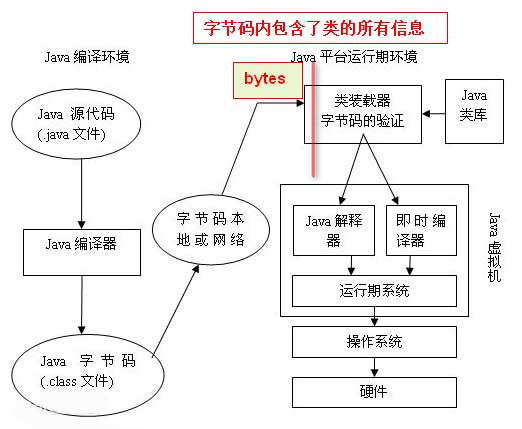 字节码内包含了类的所有信息
Java 编译环境
Java 平台运行期环境
bytes
Java 源代码
(.java 文件)
类装载器
字节码的验证
Java
类库
字节码本
地或网络
Java 编译器
Java 解释
器
即时编
译器
Java 虚拟机
运行期系统
Java 字节码
(.class 文件)
操作系统
硬件